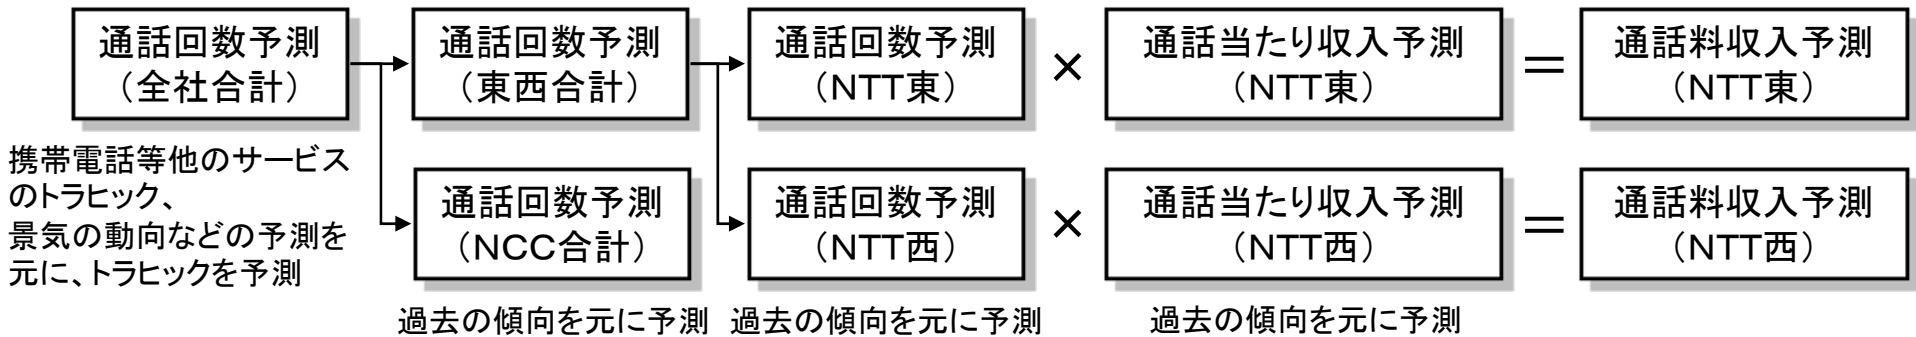 通話回数予測
（全社合計）
通話回数予測
（東西合計）
通話回数予測
（NTT東）
×
通話当たり収入予測
（NTT東）
＝
通話料収入予測
（NTT東）
携帯電話等他のサービス
のトラヒック、
景気の動向などの予測を
元に、トラヒックを予測
通話回数予測
（NCC合計）
通話回数予測
（NTT西）
×
通話当たり収入予測
（NTT西）
＝
通話料収入予測
（NTT西）
過去の傾向を元に予測
過去の傾向を元に予測
過去の傾向を元に予測